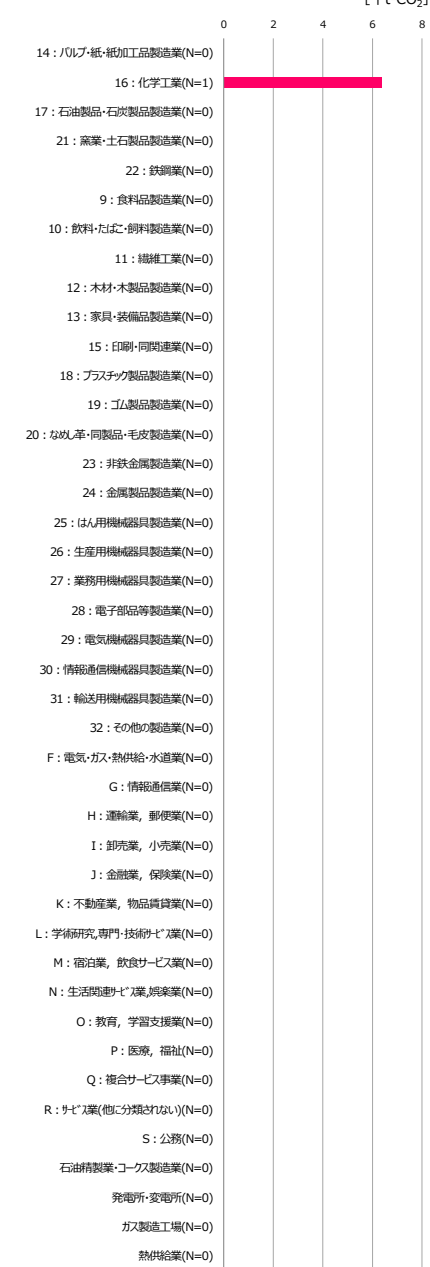 0 2 4 6 8
14：パルプ・紙・紙加工品製造業(N=0)
16：化学工業(N=1)
17：石油製品・石炭製品製造業(N=0)
21：窯業・土石製品製造業(N=0)
22：鉄鋼業(N=0)
9：食料品製造業(N=0)
10：飲料・たばこ・飼料製造業(N=0)
11：繊維工業(N=0)
12：木材・木製品製造業(N=0)
13：家具・装備品製造業(N=0)
15：印刷・同関連業(N=0)
18：プラスチック製品製造業(N=0)
19：ゴム製品製造業(N=0)
20：なめし革・同製品・毛皮製造業(N=0)
23：非鉄金属製造業(N=0)
24：金属製品製造業(N=0)
25：はん用機械器具製造業(N=0)
26：生産用機械器具製造業(N=0)
27：業務用機械器具製造業(N=0)
28：電子部品等製造業(N=0)
29：電気機械器具製造業(N=0)
30：情報通信機械器具製造業(N=0)
31：輸送用機械器具製造業(N=0)
32：その他の製造業(N=0)
F：電気・ガス・熱供給・水道業(N=0)
G：情報通信業(N=0)
H：運輸業，郵便業(N=0)
I：卸売業，小売業(N=0)
J：金融業，保険業(N=0)
K：不動産業，物品賃貸業(N=0)
L：学術研究,専門・技術ｻｰﾋﾞｽ業(N=0)
M：宿泊業，飲食サービス業(N=0)
N：生活関連ｻｰﾋﾞｽ業,娯楽業(N=0)
O：教育，学習支援業(N=0)
P：医療，福祉(N=0)
Q：複合サービス事業(N=0)
R：ｻｰﾋﾞｽ業(他に分類されない)(N=0)
S：公務(N=0)
石油精製業・コークス製造業(N=0)
発電所・変電所(N=0)
ガス製造工場(N=0)
熱供給業(N=0)